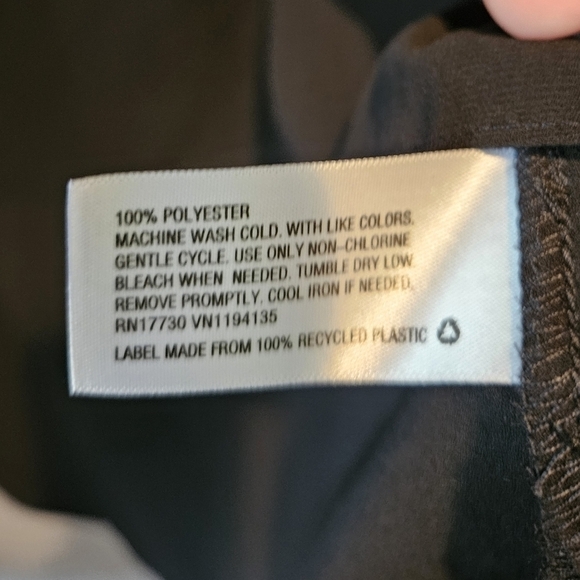 100% POLYESTER
MACHINE WASH COLD. WITH LIKE COLORS.
GENTLE CYCLE. USE ONLY NON-CHLORINE
BLEACH WHEN NEEDED. TUMBLE DRY LOW.
REMOVE PROMPTLY. COOL IRON IF NEEDED.
RN17730 VN1194135
LABEL MADE FROM 100% RECYCLED PLASTIC